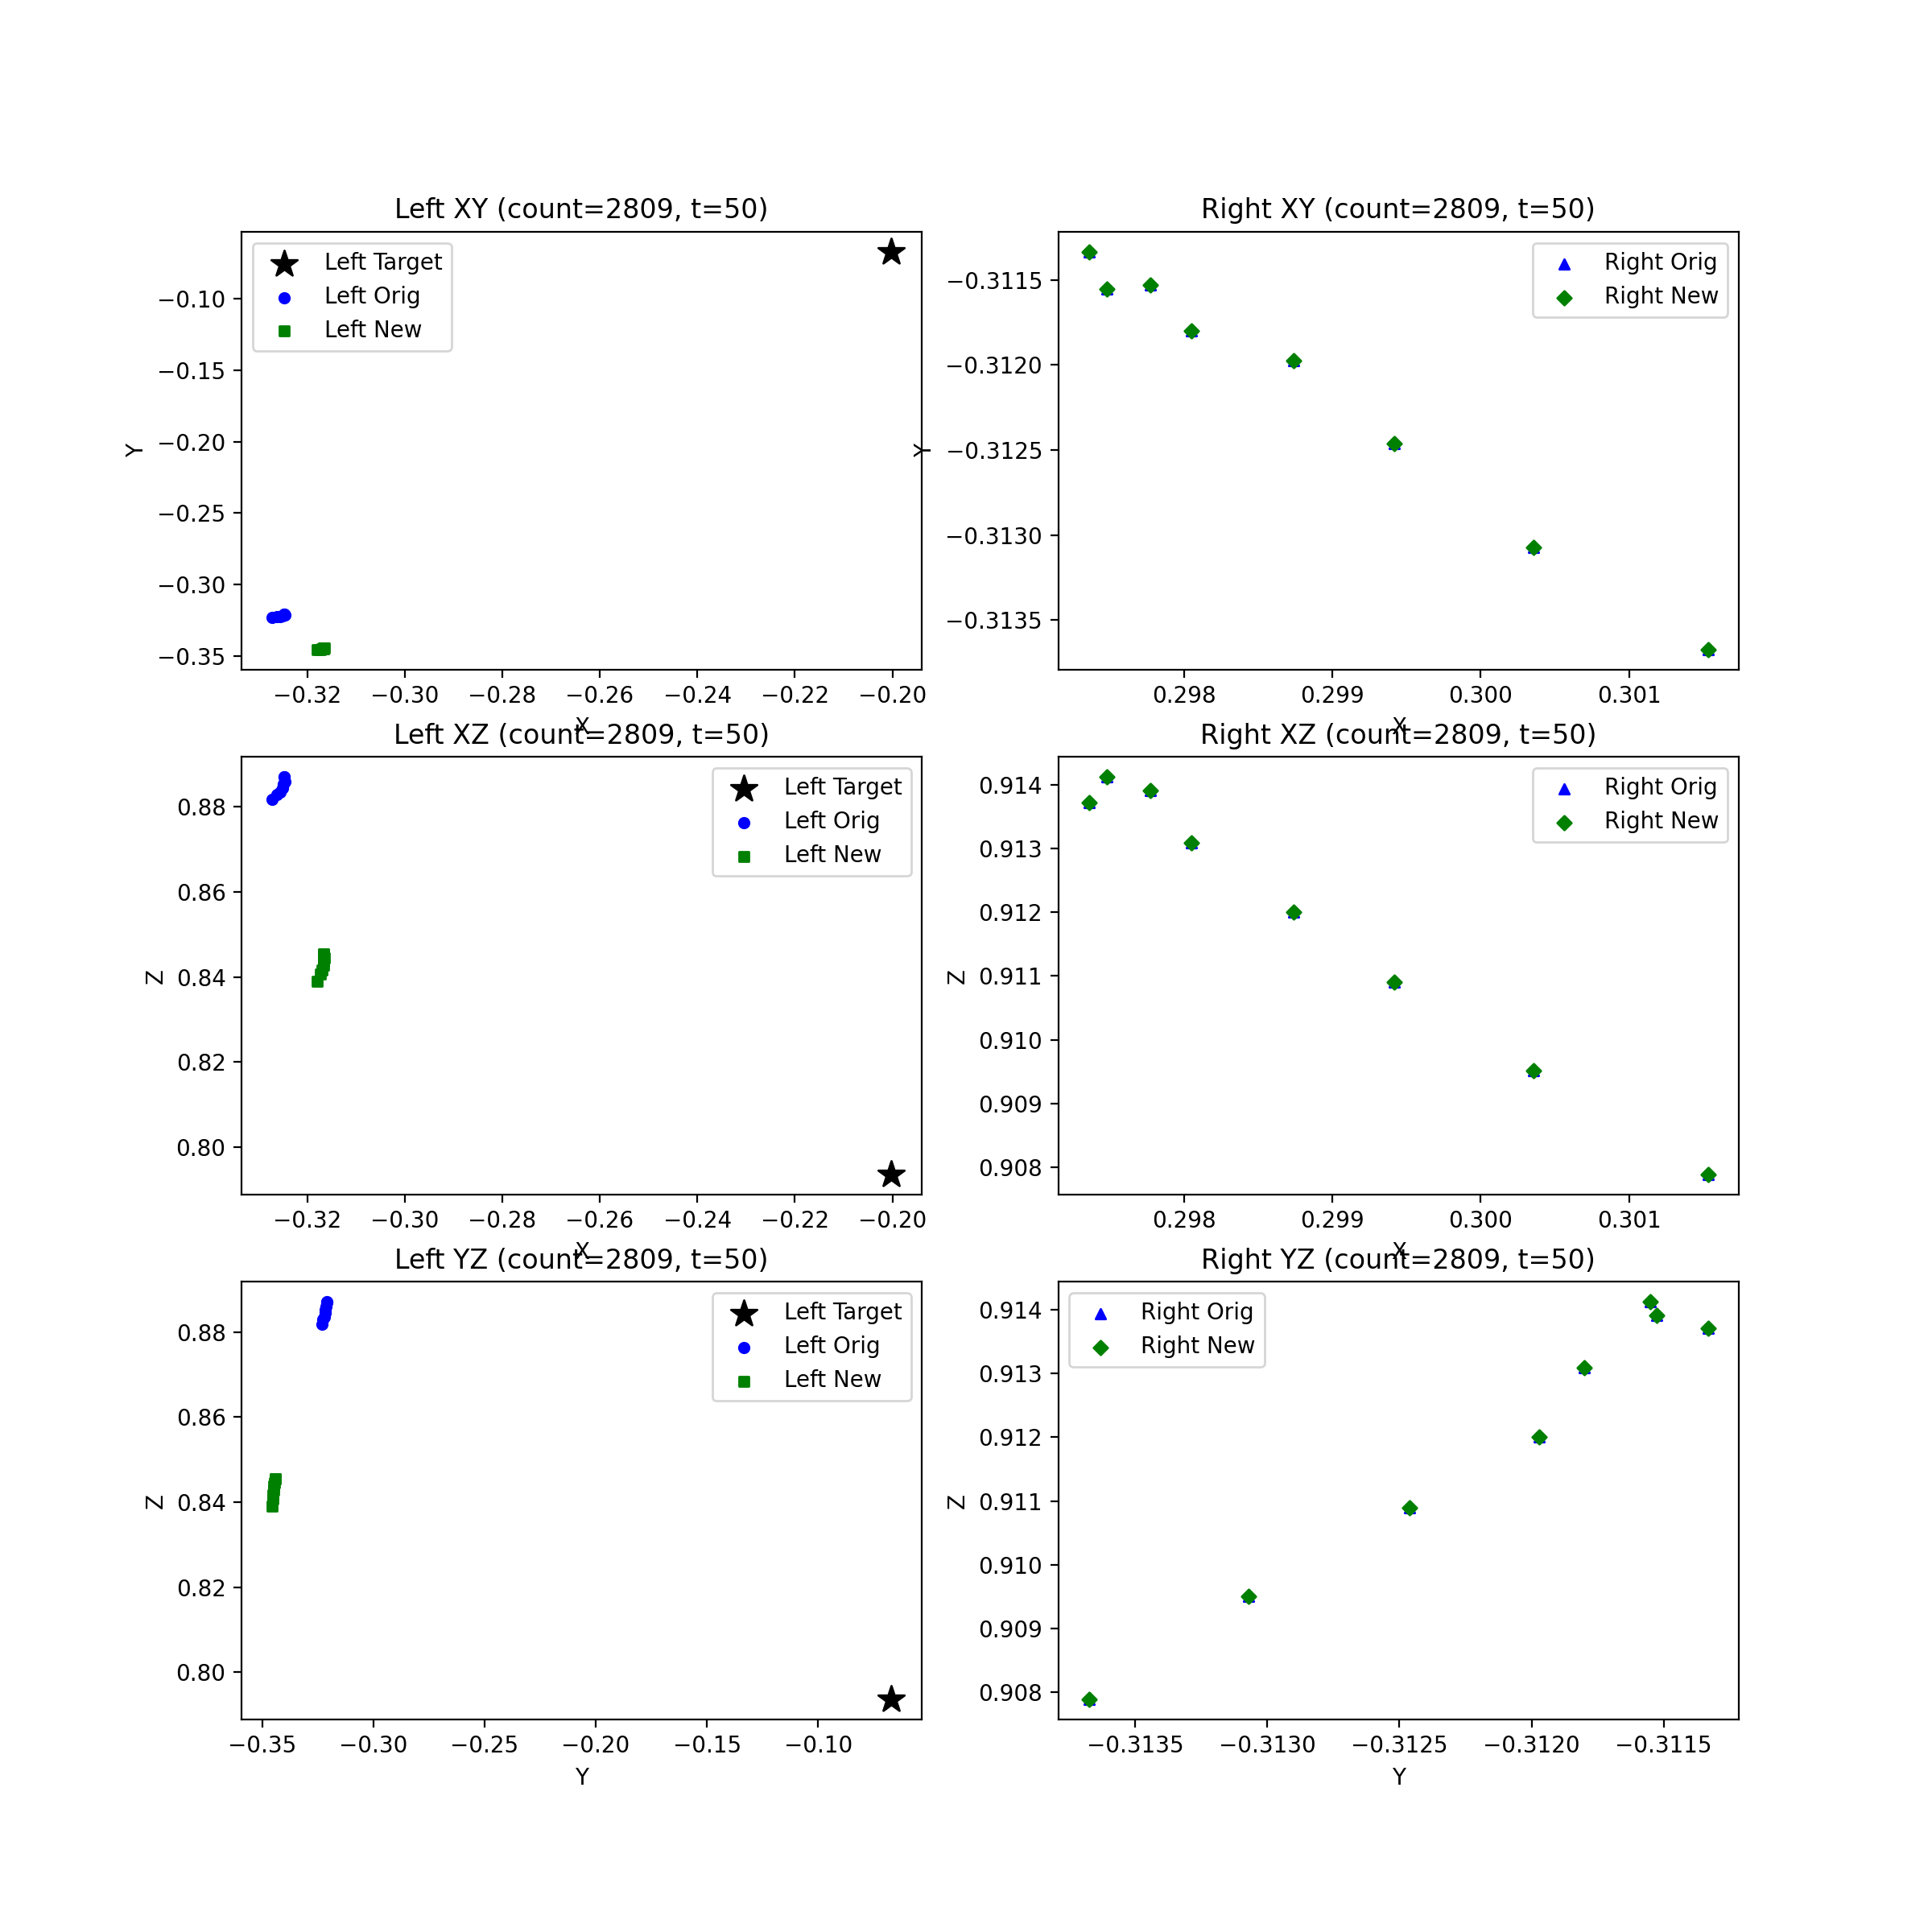 Left XY (count=2809, t=50)
Left Target
Left Orig
Left New
−0.10
−0.15
−0.20
−0.25
−0.30
−0.35
Y
−0.32 −0.30 −0.28 −0.26 −0.24 −0.22 −0.20
X
Right XY (count=2809, t=50)
Right Orig
Right New
−0.3115
−0.3120
−0.3125
−0.3130
−0.3135
Y
0.298 0.299 0.300 0.301
X
Left XZ (count=2809, t=50)
Left Target
Left Orig
Left New
0.88
0.86
0.84
0.82
0.80
Z
−0.32 −0.30 −0.28 −0.26 −0.24 −0.22 −0.20
X
Right XZ (count=2809, t=50)
Right Orig
Right New
0.914
0.913
0.912
0.911
0.910
0.909
0.908
Z
0.298 0.299 0.300 0.301
X
Left YZ (count=2809, t=50)
Left Target
Left Orig
Left New
0.88
0.86
0.84
0.82
0.80
Z
−0.35 −0.30 −0.25 −0.20 −0.15 −0.10
Y
Right YZ (count=2809, t=50)
Right Orig
Right New
0.914
0.913
0.912
0.911
0.910
0.909
0.908
Z
−0.3135 −0.3130 −0.3125 −0.3120 −0.3115
Y